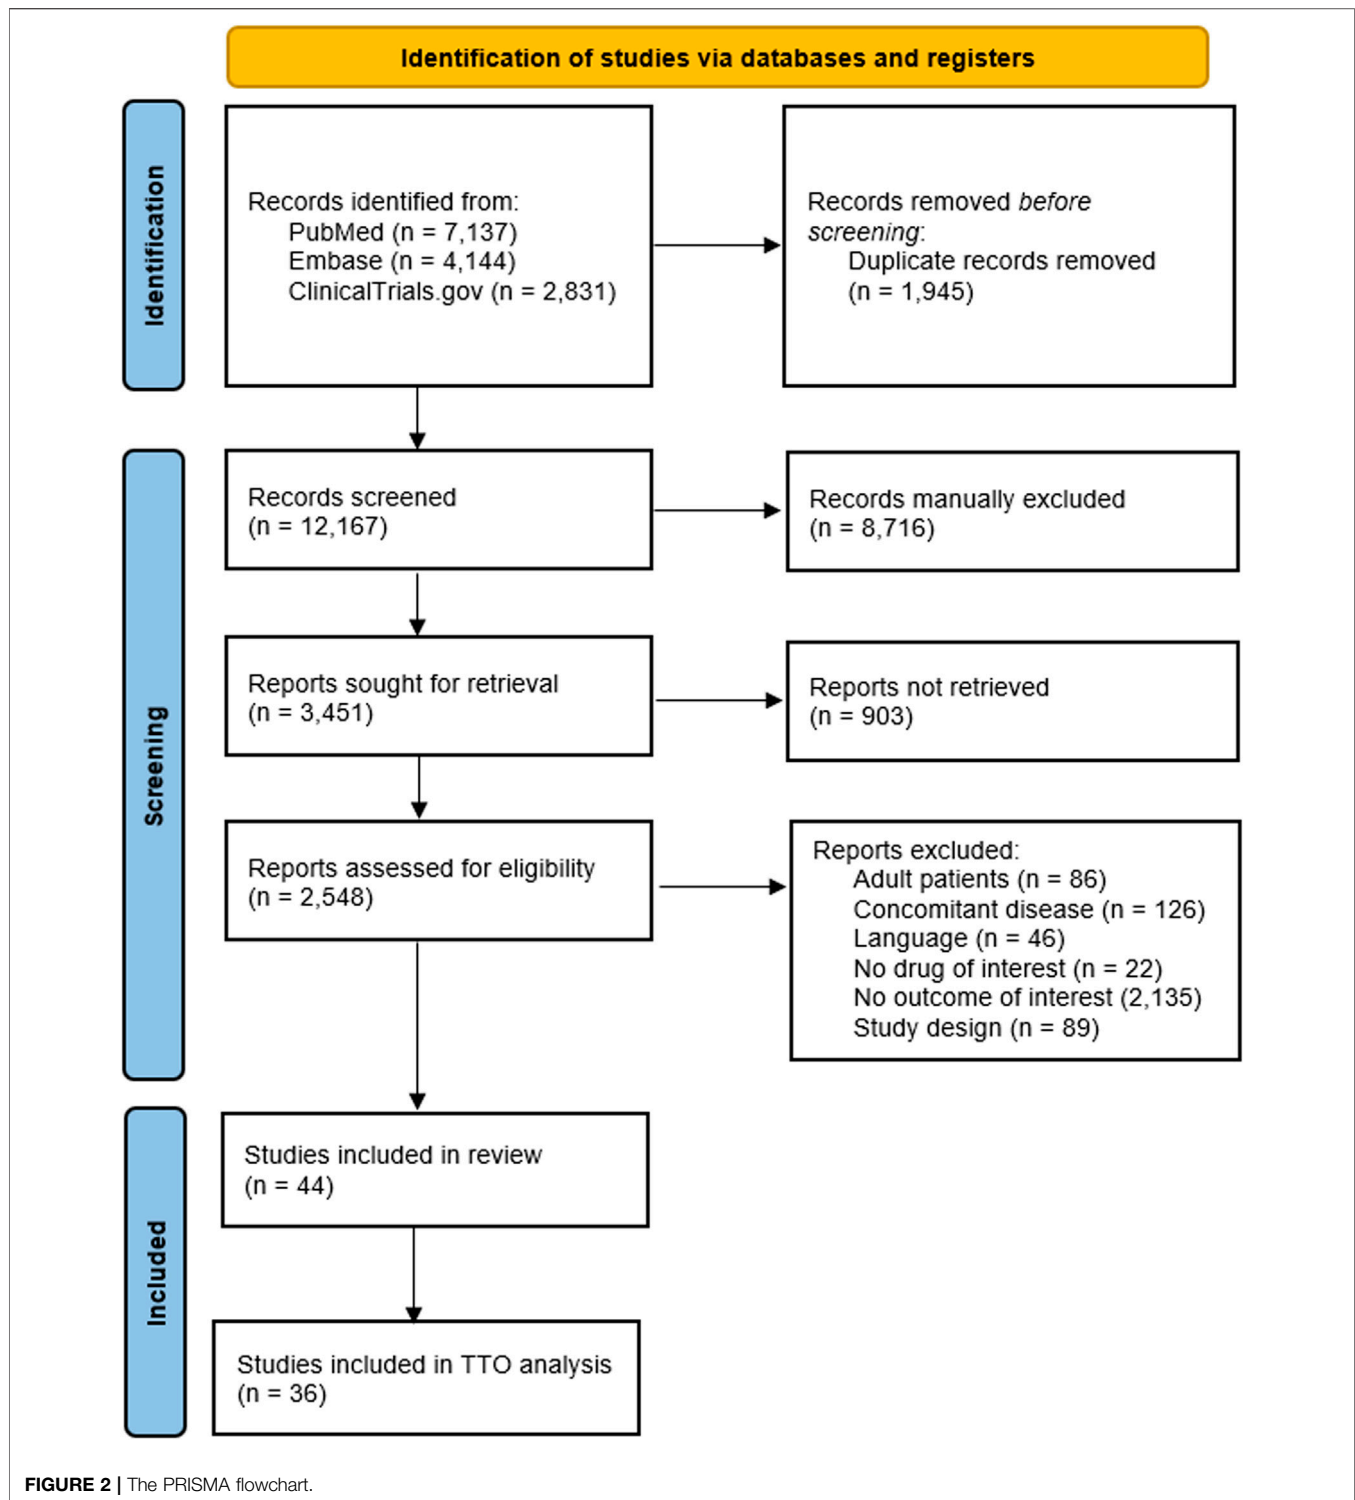 Identification of studies via databases and registers
Identification
Records identified from:
PubMed (n = 7,137)
Embase (n = 4,144)
ClinicalTrials.gov (n = 2,831)
Records removed before
screening:
Duplicate records removed
(n = 1,945)
Screening
Records screened
(n = 12,167)
Records manually excluded
(n = 8,716)
Reports sought for retrieval
(n = 3,451)
Reports not retrieved
(n = 903)
Reports assessed for eligibility
(n = 2,548)
Reports excluded:
Adult patients (n = 86)
Concomitant disease (n = 126)
Language (n = 46)
No drug of interest (n = 22)
No outcome of interest (2,135)
Study design (n = 89)
Included
Studies included in review
(n = 44)
Studies included in TTO analysis
(n = 36)
FIGURE 2 | The PRISMA flowchart.